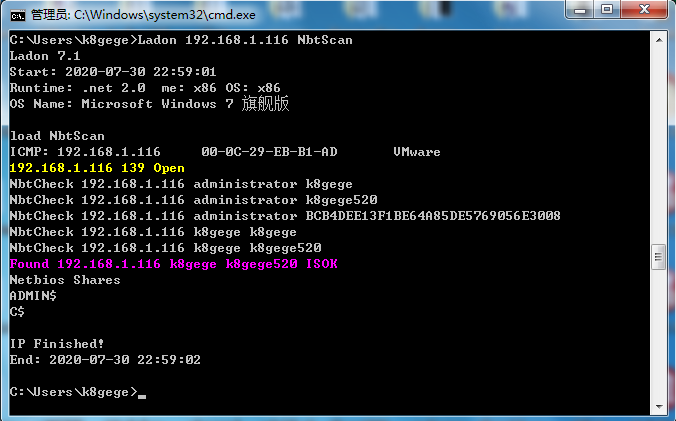 管理员: C:\Windows\system32\cmd.exe
C:\Users\k8gege>Ladon 192.168.1.116 NbtScan
Ladon 7.1
Start: 2020-07-30 22:59:01
Runtime: .net 2.0  me: x86 OS: x86
OS Name: Microsoft Windows 7 旗舰版
load NbtScan
ICMP: 192.168.1.116     00-0C-29-EB-B1-AD       VMware
192.168.1.116 139 Open
NbtCheck 192.168.1.116 administrator k8gege
NbtCheck 192.168.1.116 administrator k8gege520
NbtCheck 192.168.1.116 administrator BCB4DEE13F1BE64A85DE5769056E3008
NbtCheck 192.168.1.116 k8gege k8gege
NbtCheck 192.168.1.116 k8gege k8gege520
Found 192.168.1.116 k8gege k8gege520 ISOK
Netbios Shares
ADMIN$
C$
IP Finished!
End: 2020-07-30 22:59:02
C:\Users\k8gege>_